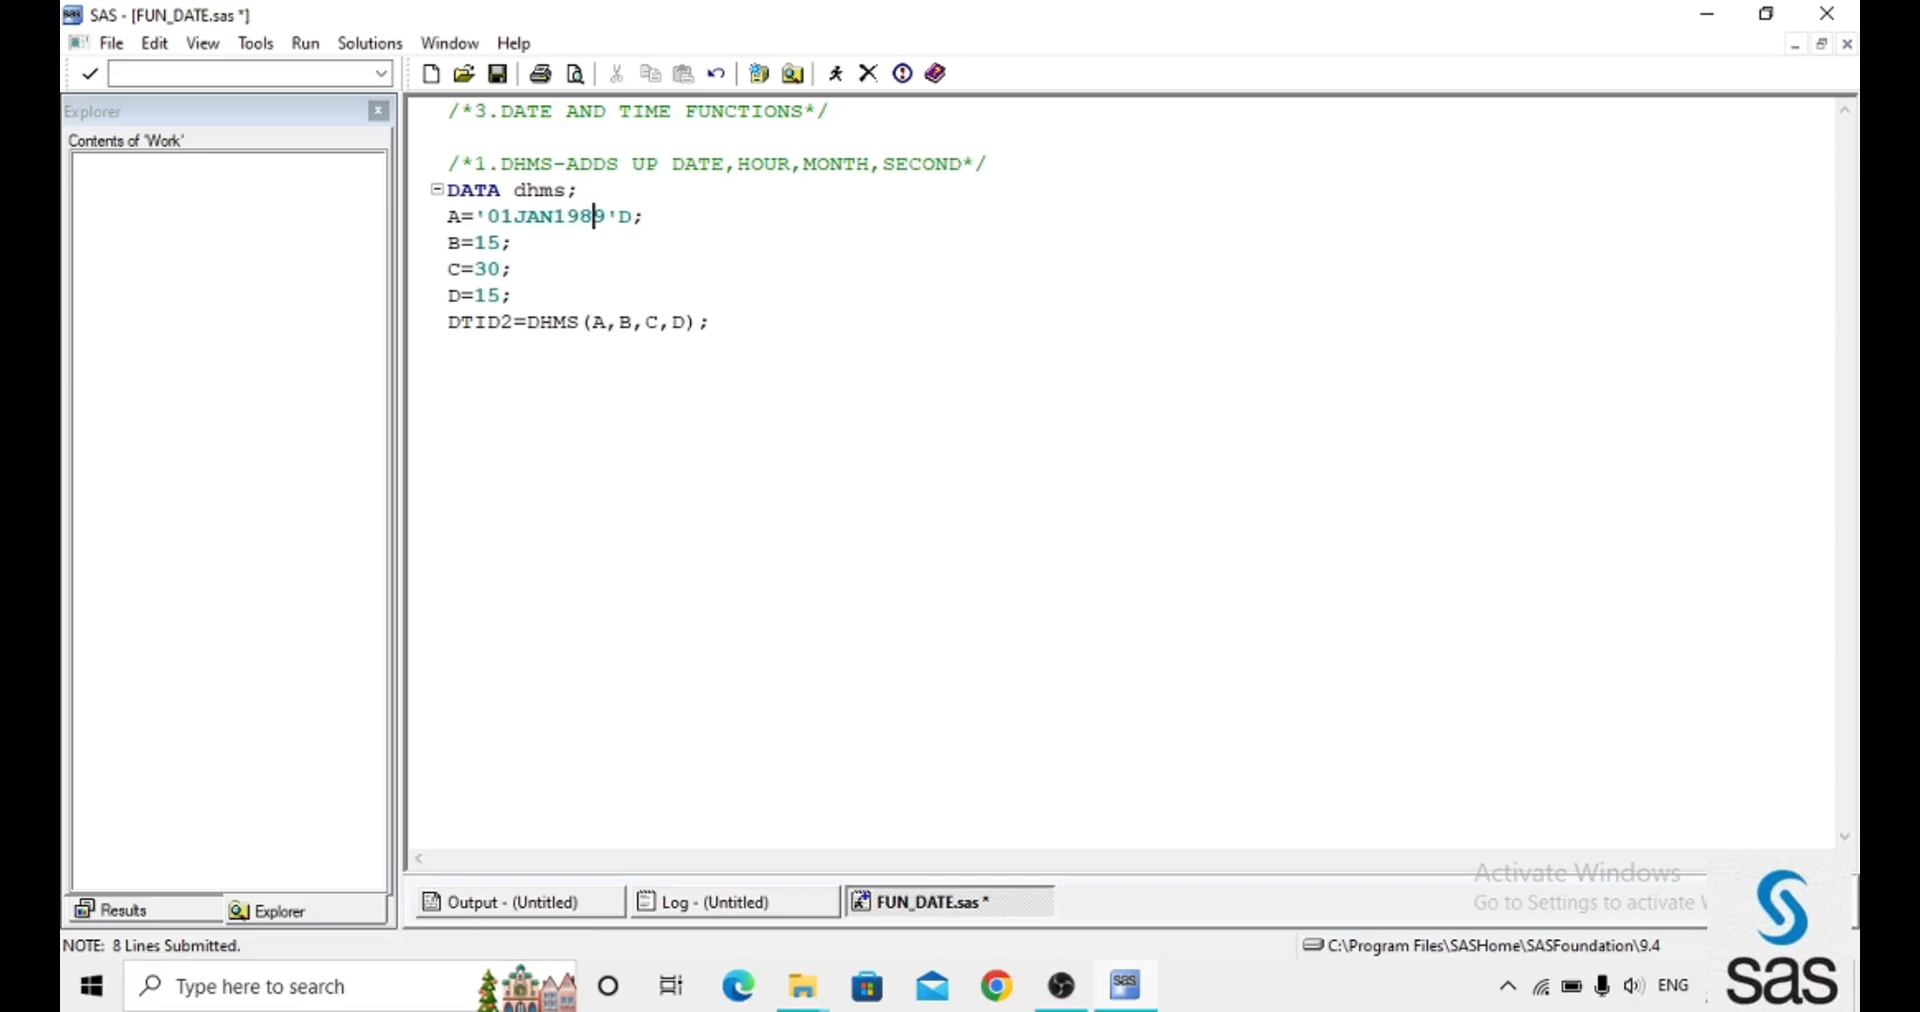 SAS - [FUN_DATE.sas *]
File Edit View Tools Run Solutions Window Help
Explorer
Contents of 'Work'
/*3.DATE AND TIME FUNCTIONS*/
/*1.DHMS-ADDS UP DATE,HOUR,MONTH,SECOND*/
DATA dhms;
A='01JAN1989'D;
B=15;
C=30;
D=15;
DTID2=DHMS(A,B,C,D);
Activate Windows
Go to Settings to activate
Results Explorer
Output - (Untitled) Log - (Untitled) FUN_DATE.sas *
NOTE: 8 Lines Submitted.
C:\Program Files\SASHome\SASFoundation\9.4
Type here to search
sas
ENG
sas